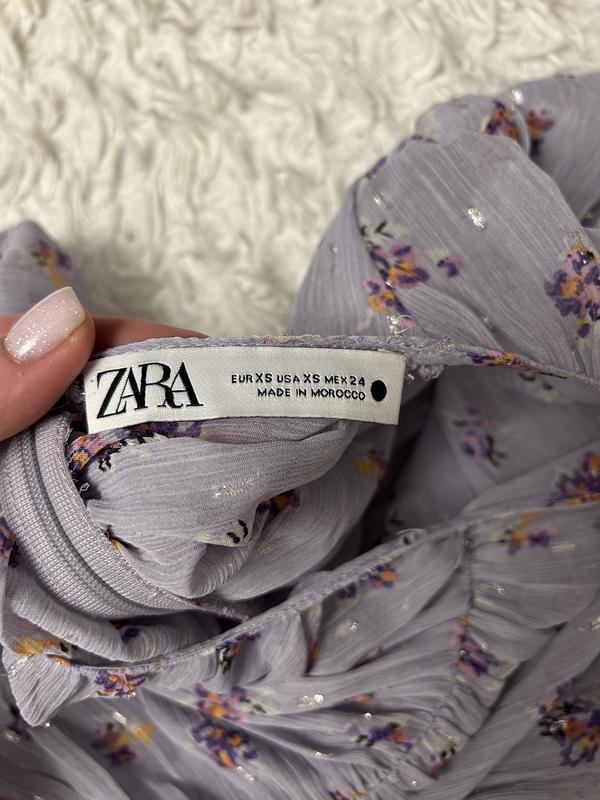 ZARA
EUR XS USA XS MEX 24
MADE IN MOROCCO